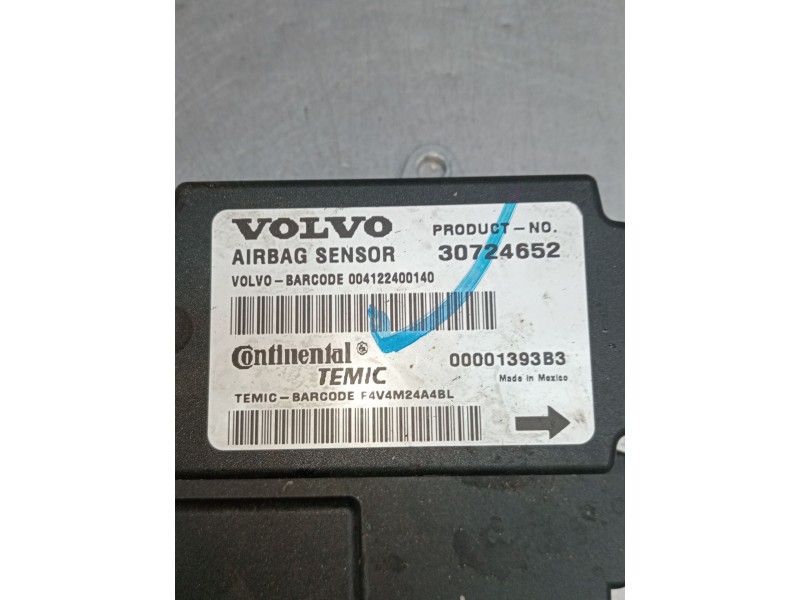 VOLVO PRODUCT-NO.
AIRBAG SENSOR 30724652
VOLVO-BARCODE 004122400140
Continental
TEMIC 00001393B3
Made in Mexico
TEMIC-BARCODE F4V4M24A4BL